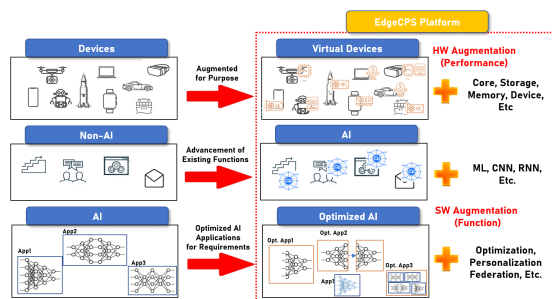 EdgeCPS Platform
Devices
Augmented
for Purpose
Virtual Devices
HW Augmentation
(Performance)
Core, Storage,
Memory, Device,
Etc
Non-AI
Advancement of
Existing Functions
AI
ML, CNN, RNN,
Etc.
AI
Optimized AI
Applications
for Requirements
Optimized AI
SW Augmentation
(Function)
App1
App2
App3
Opt. App1
Opt. App2
App1
Opt. App3
Optimization,
Personalization
Federation, Etc.